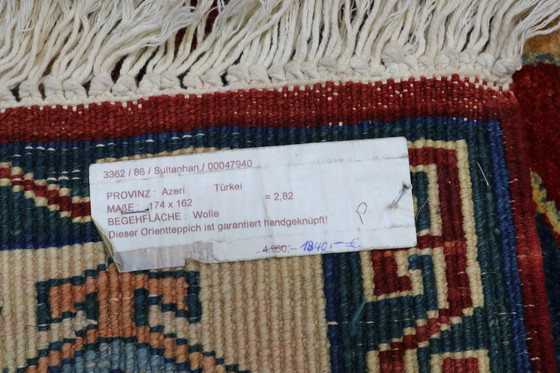 3362 / 86 / Sultanhan / 00047940
PROVINZ : Azeri Türkei = 2,82
MAẞE : 174 x 162
BEGEHFLÄCHE : Wolle
Dieser Orientteppich ist garantiert handgeknüpft!
P
4.950,-- 1840,-€